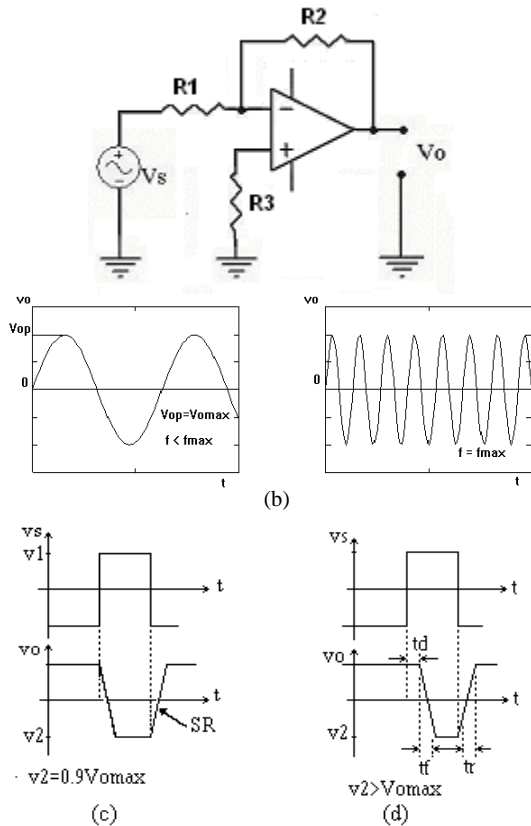 R2
R1
Vs
R3
Vo
vo
Vop
0
Vop=Vomax
f < fmax
t
vo
0
f = fmax
t
(b)
vs
v1
t
vo
t
SR
v2
v2=0.9Vomax
(c)
vs
t
td
vo
t
v2
tf
tr
v2>Vomax
(d)